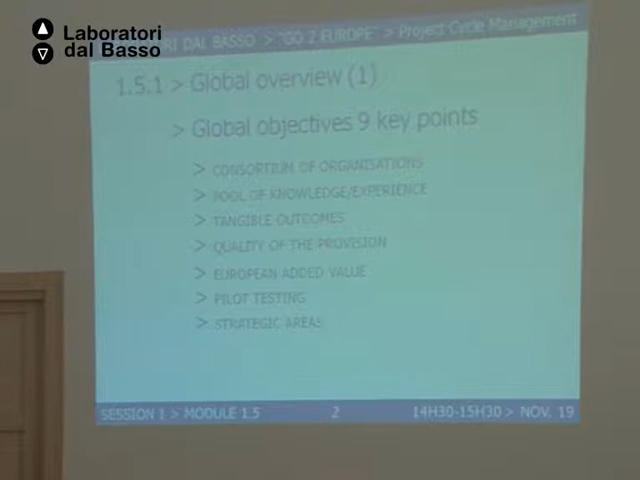 Laboratori
dal Basso
RI DAL BASSO > "GO 2 EUROPE" > Project Cycle Management
1.5.1 > Global overview (1)
> Global objectives 9 key points
> CONSORTIUM OF ORGANISATIONS
> POOL OF KNOWLEDGE/EXPERIENCE
> TANGIBLE OUTCOMES
> QUALITY OF THE PROVISION
> EUROPEAN ADDED VALUE
> PILOT TESTING
> STRATEGIC AREAS
SESSION 1 > MODULE 1.5 2 14H30-15H30 > NOV. 19